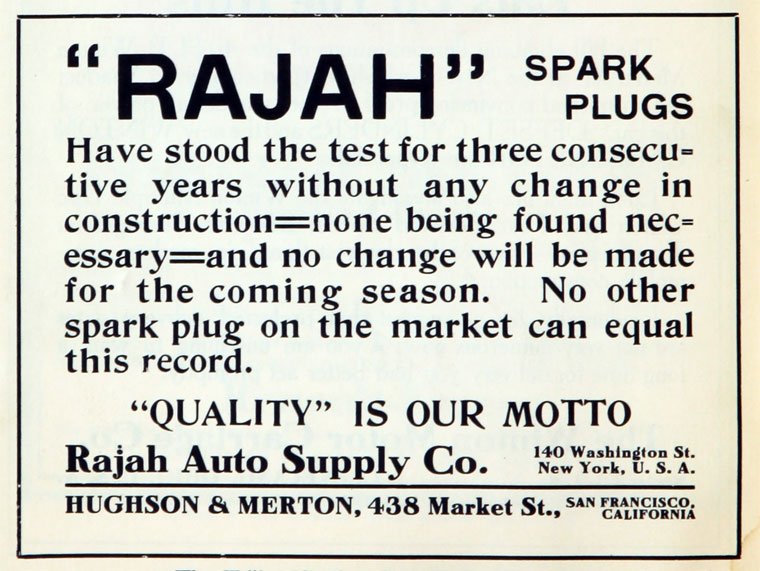 "RAJAH" SPARK PLUGS
Have stood the test for three consecu=
tive years without any change in
construction=none being found nec=
essary=and no change will be made
for the coming season. No other
spark plug on the market can equal
this record.
"QUALITY" IS OUR MOTTO
Rajah Auto Supply Co. 140 Washington St.
New York, U. S. A.
HUGHSON & MERTON, 438 Market St., SAN FRANCISCO,
CALIFORNIA